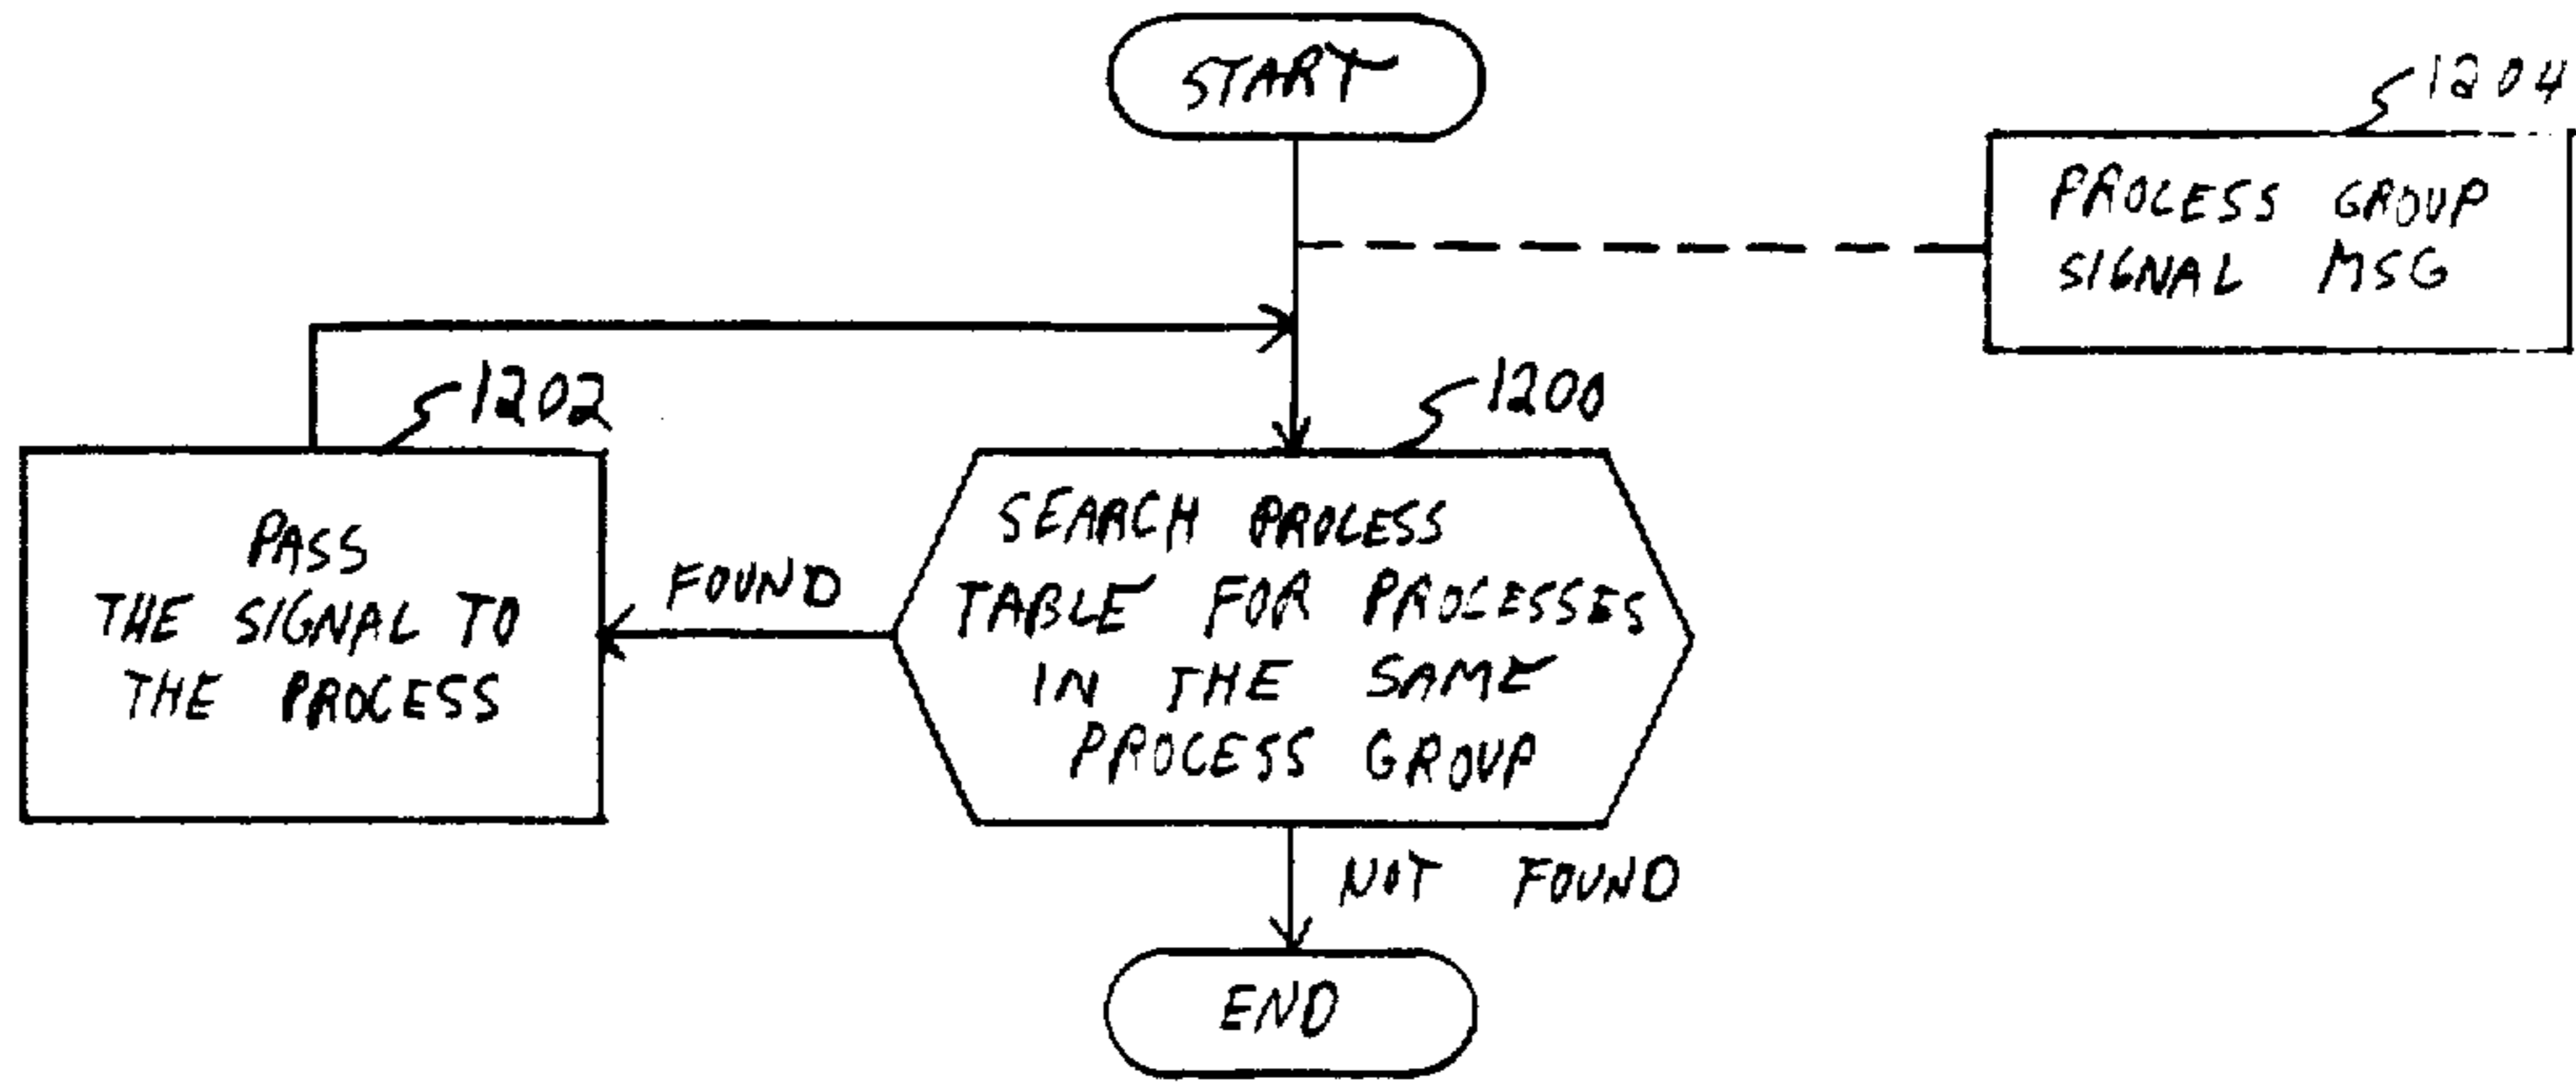 START
1204
PROCESS GROUP
SIGNAL MSG
1202
1200
PASS
THE SIGNAL TO
THE PROCESS
FOUND
SEARCH PROCESS
TABLE FOR PROCESSES
IN THE SAME
PROCESS GROUP
NOT FOUND
END